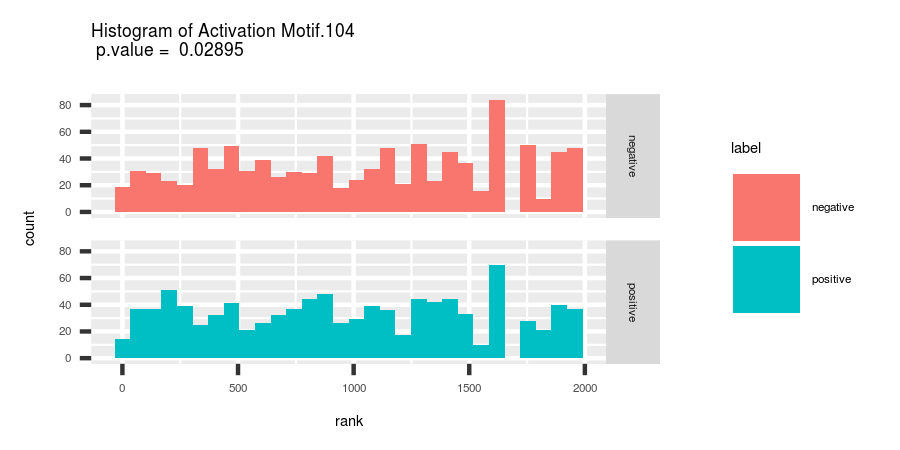 Histogram of Activation Motif.104
p.value = 0.02895
count
80
60
40
20
0
negative
80
60
40
20
0
positive
0 500 1000 1500 2000
rank
label
negative
positive